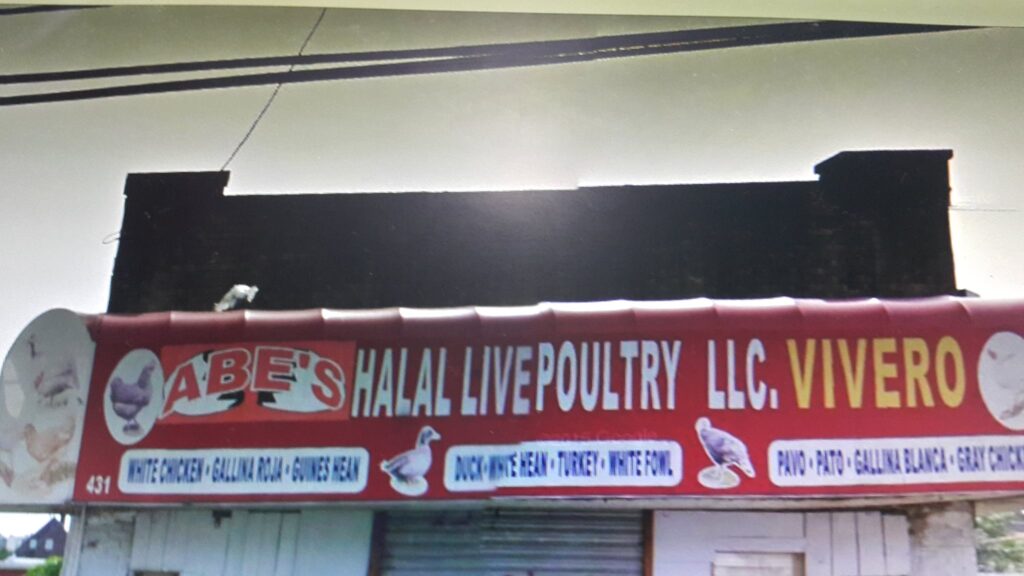 ABE'S HALAL LIVE POULTRY LLC. VIVERO
431 WHITE CHICKEN • GALLINA ROJA • GUINES HEAN DUCK • WHITE HEAN • TURKEY • WHITE FOWL PAVO • PATO • GALLINA BLANCA • GRAY CHICK